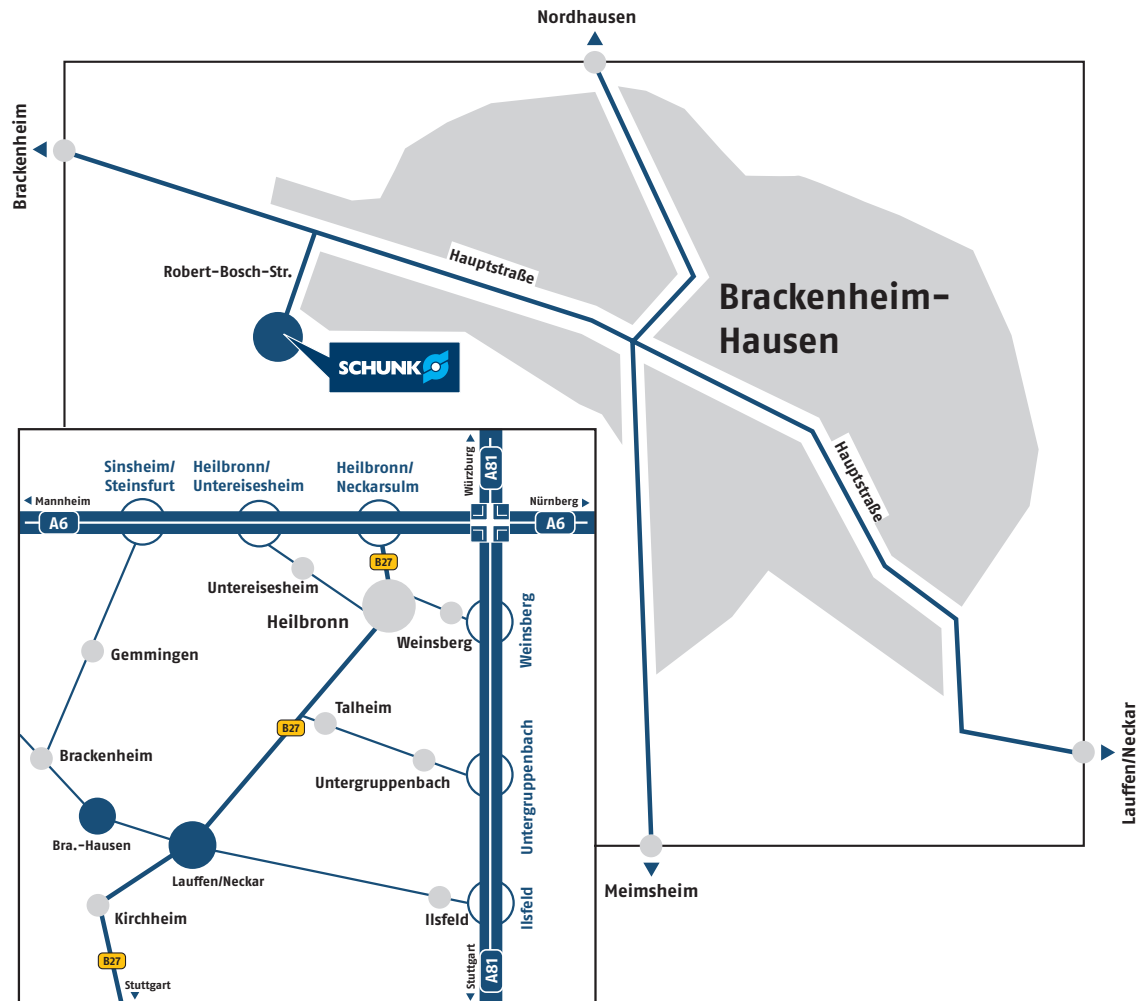 Nordhausen
Brackenheim
Hauptstraße
Robert-Bosch-Str.
Brackenheim-
Hausen
SCHUNK
Hauptstraße
Lauffen/Neckar
Meimsheim
Sinsheim/
Steinsfurt
Heilbronn/
Untereisesheim
Heilbronn/
Neckarsulm
Würzburg
A81
Mannheim
Nürnberg
A6
A6
B27
Untereisesheim
Heilbronn
Weinsberg
Weinsberg
Gemmingen
Talheim
B27
Brackenheim
Untergruppenbach
Untergruppenbach
Bra.-Hausen
Lauffen/Neckar
Kirchheim
Ilsfeld
Ilsfeld
B27
Stuttgart
Stuttgart
A81